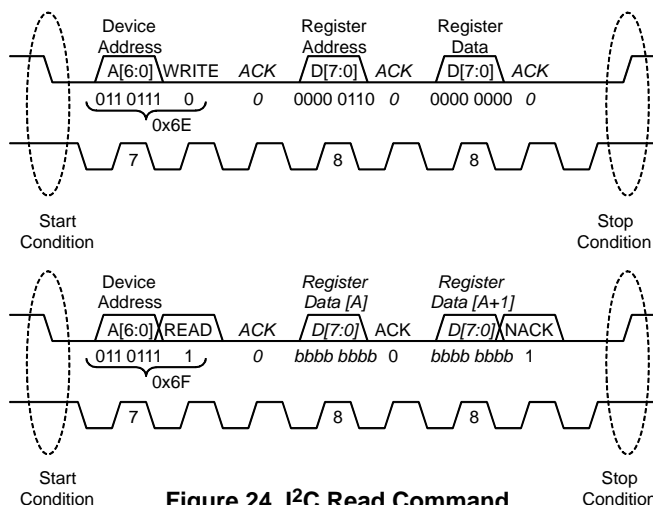 Device Register Register
Address Address Data
A[6:0] WRITE ACK D[7:0] ACK D[7:0] ACK
011 0111 0 0 0000 0110 0 0000 0000 0
0x6E
7 8 8
Start Stop
Condition Condition
Device Register Register
Address Data [A] Data [A+1]
A[6:0] READ ACK D[7:0] ACK D[7:0] NACK
011 0111 1 0 bbbb bbbb 0 bbbb bbbb 1
0x6F
7 8 8
Start Stop
Condition Figure 24. I²C Read Command Condition